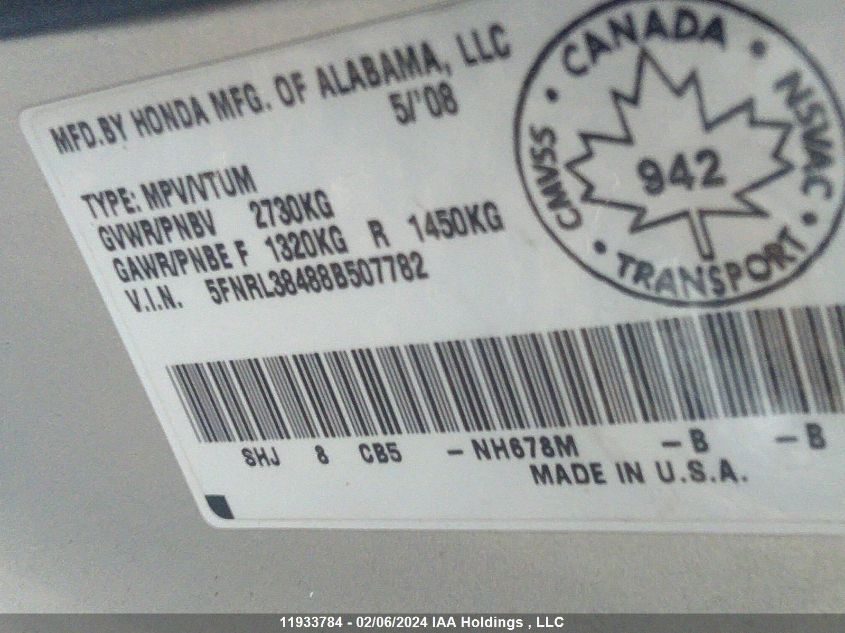 MFD.BY HONDA MFG. OF ALABAMA, LLC
5/'08
TYPE: MPV/VTUM
GVWR/PNBV 2730KG
GAWR/PNBE F 1320KG R 1450KG
V.I.N. 5FNRL38488B507782
CANADA
CMVSS
942
NSVAC
TRANSPORT
SHJ 8 CB5 -NH678M -B -B
MADE IN U.S.A.
11933784 - 02/06/2024 IAA Holdings , LLC